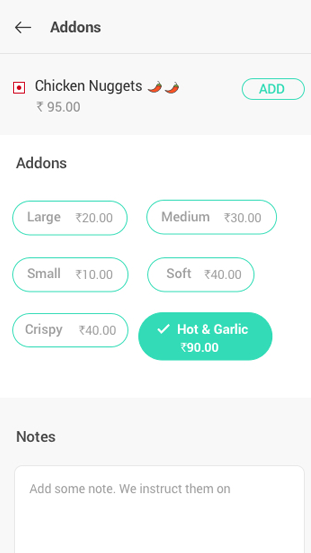 Addons
Chicken Nuggets
₹ 95.00
ADD
Addons
Large ₹20.00
Medium ₹30.00
Small ₹10.00
Soft ₹40.00
Crispy ₹40.00
Hot & Garlic
₹90.00
Notes
Add some note. We instruct them on